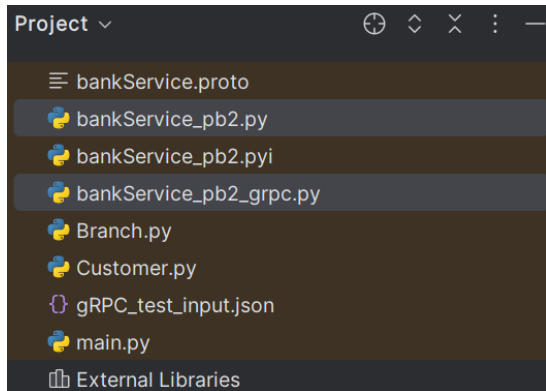 Project
bankService.proto
bankService_pb2.py
bankService_pb2.pyi
bankService_pb2_grpc.py
Branch.py
Customer.py
gRPC_test_input.json
main.py
External Libraries